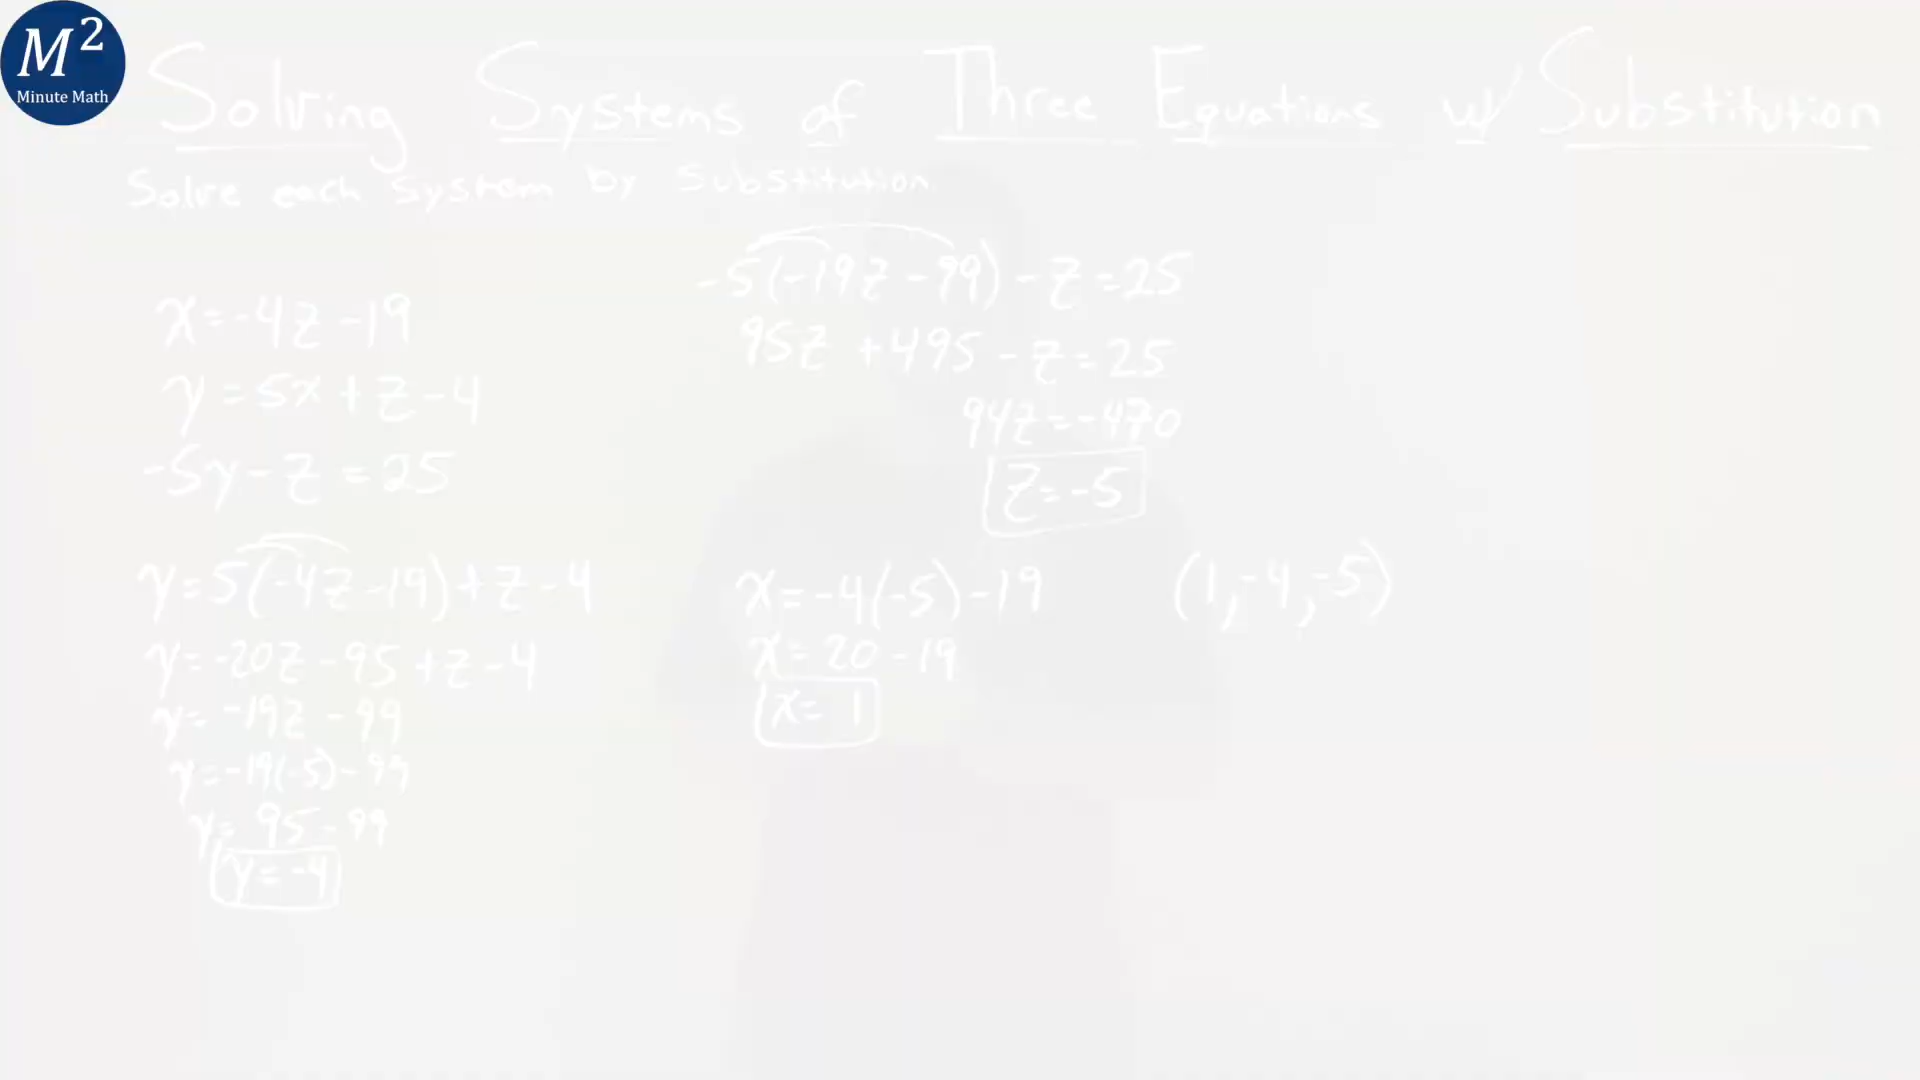 M²
Minute Math
Solving Systems of Three Equations w/ Substitution
Solve each system by substitution.
x=-4z-19
y=5x+z-4
-5y-z=25
y=5(-4z-19)+z-4
y=-20z-95+z-4
y=-19z-99
y=-19(-5)-99
y=95-99
y=-4
-5(-19z-99)-z=25
95z+495-z=25
94z=-470
z=-5
x=-4(-5)-19
x=20-19
x=1
(1,-4,-5)